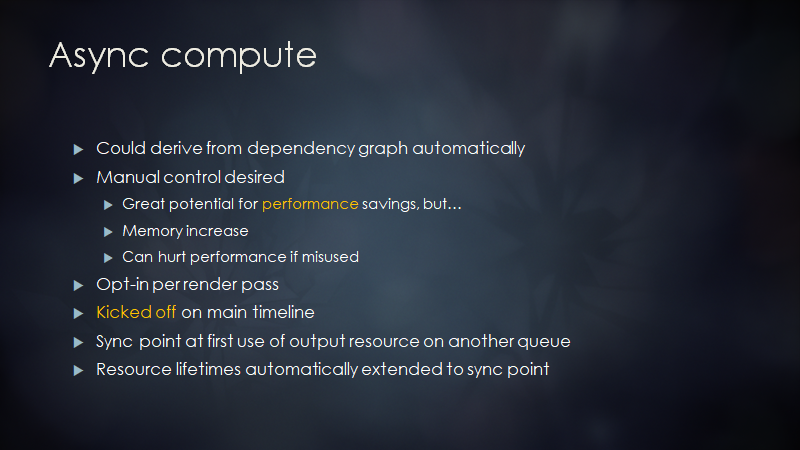 Async compute
Could derive from dependency graph automatically
Manual control desired
Great potential for performance savings, but…
Memory increase
Can hurt performance if misused
Opt-in per render pass
Kicked off on main timeline
Sync point at first use of output resource on another queue
Resource lifetimes automatically extended to sync point